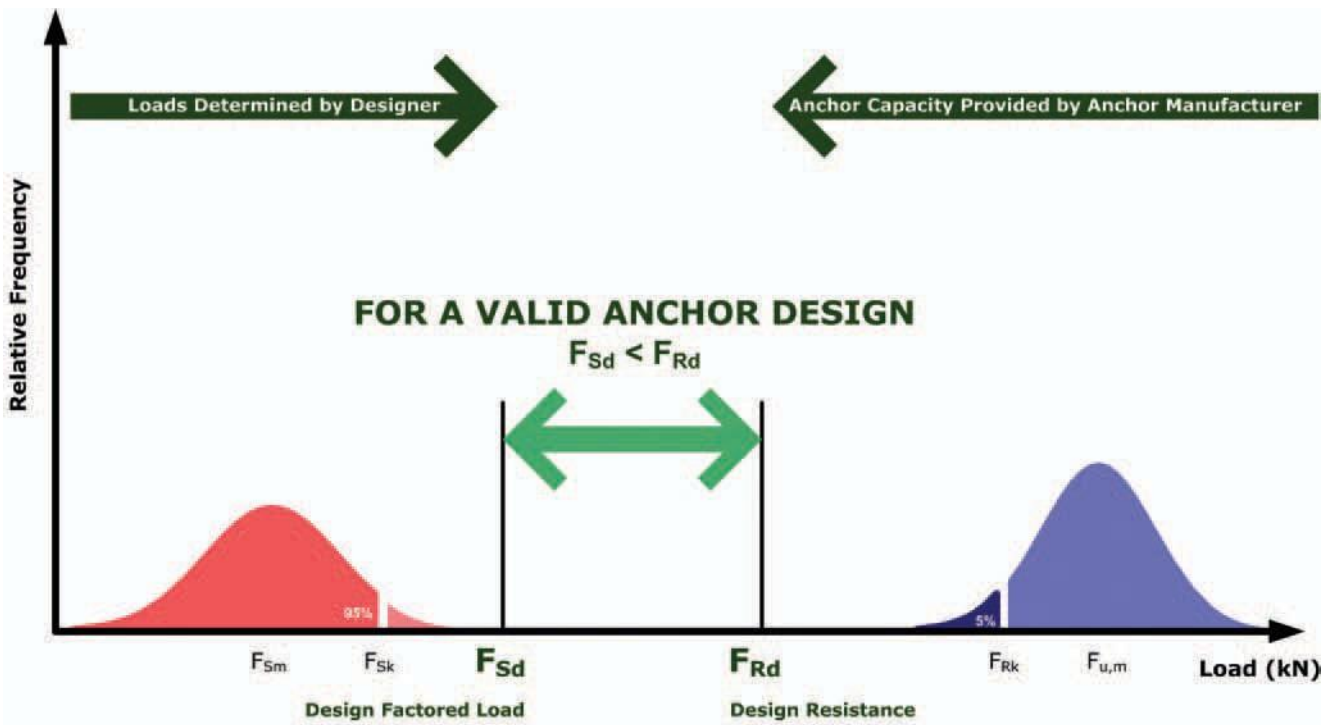 Loads Determined by Designer
Anchor Capacity Provided by Anchor Manufacturer
Relative Frequency
FOR A VALID ANCHOR DESIGN
FSd < FRd
95%
5%
FSm
FSk
FSd
FRd
FRk
Fu,m
Load (kN)
Design Factored Load
Design Resistance